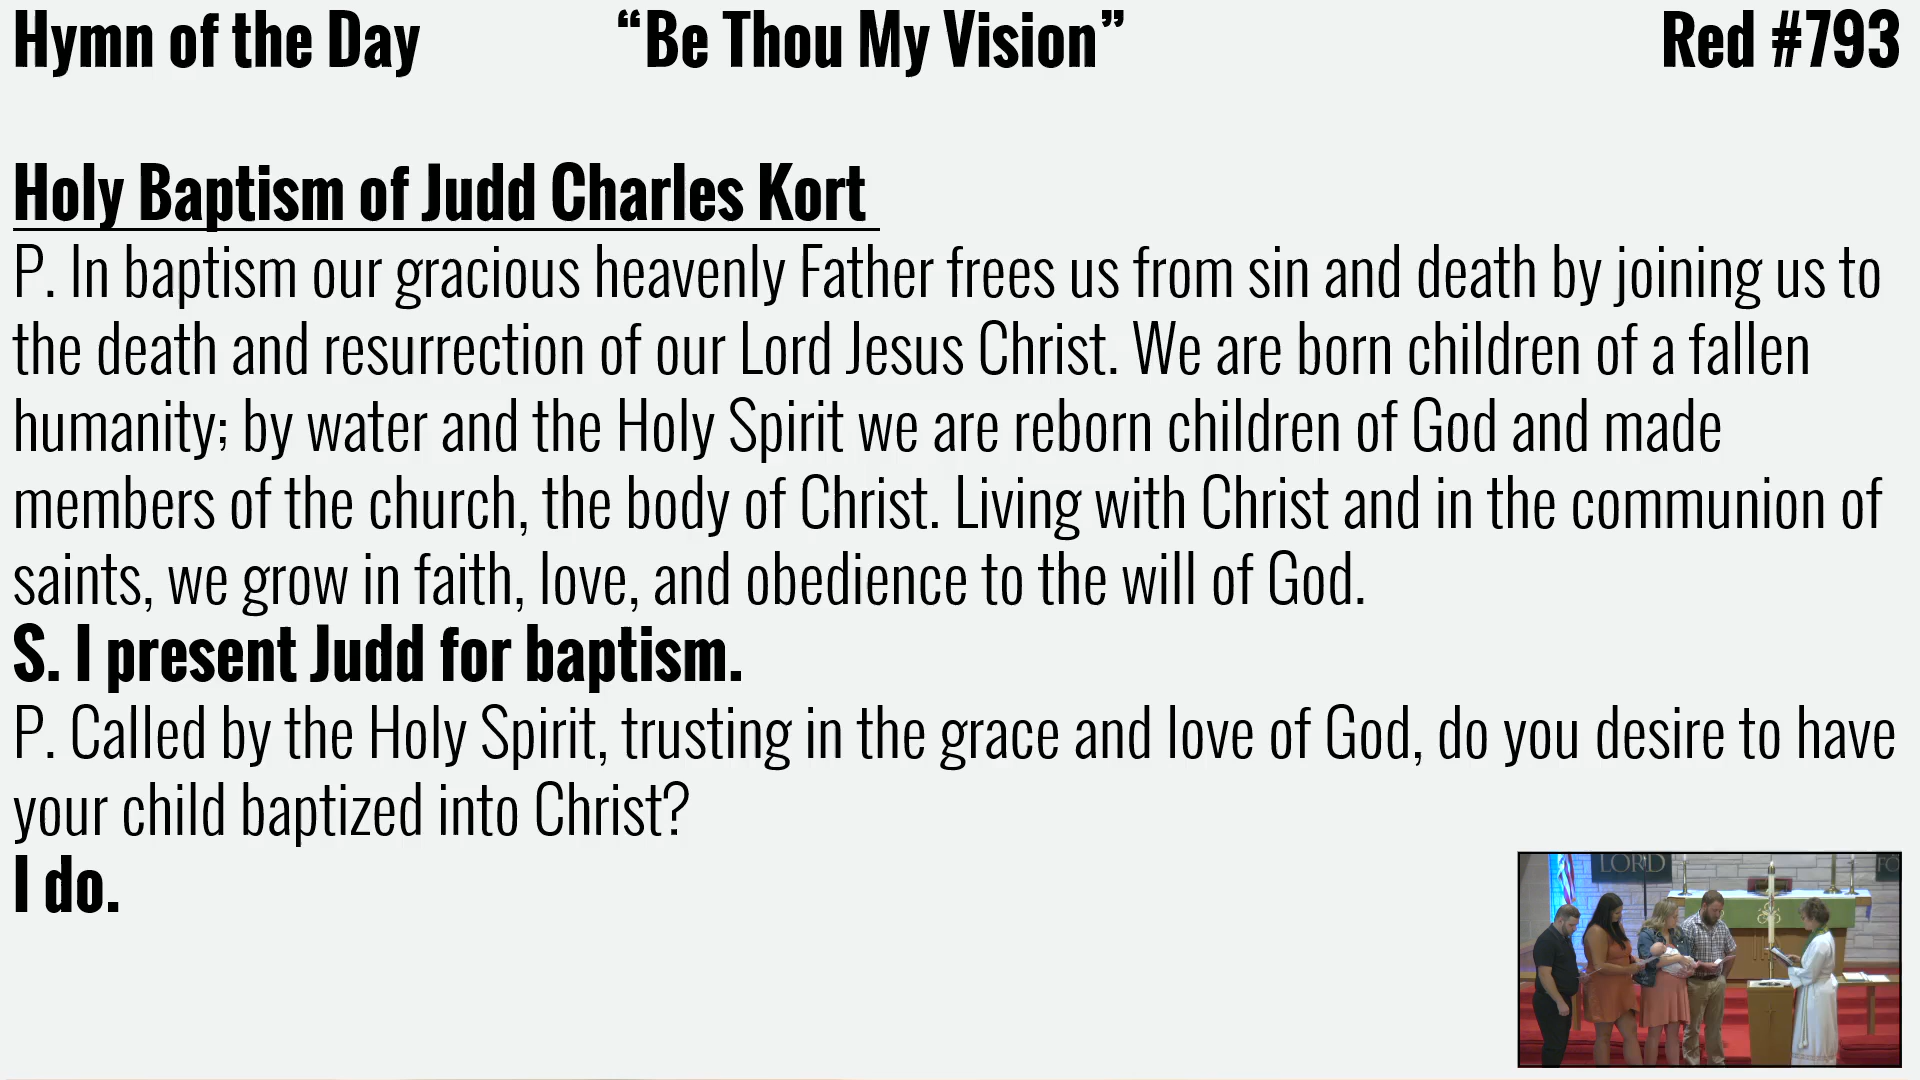 Hymn of the Day “Be Thou My Vision” Red #793
Holy Baptism of Judd Charles Kort
P. In baptism our gracious heavenly Father frees us from sin and death by joining us to
the death and resurrection of our Lord Jesus Christ. We are born children of a fallen
humanity; by water and the Holy Spirit we are reborn children of God and made
members of the church, the body of Christ. Living with Christ and in the communion of
saints, we grow in faith, love, and obedience to the will of God.
S. I present Judd for baptism.
P. Called by the Holy Spirit, trusting in the grace and love of God, do you desire to have
your child baptized into Christ?
I do.
LORD
FO